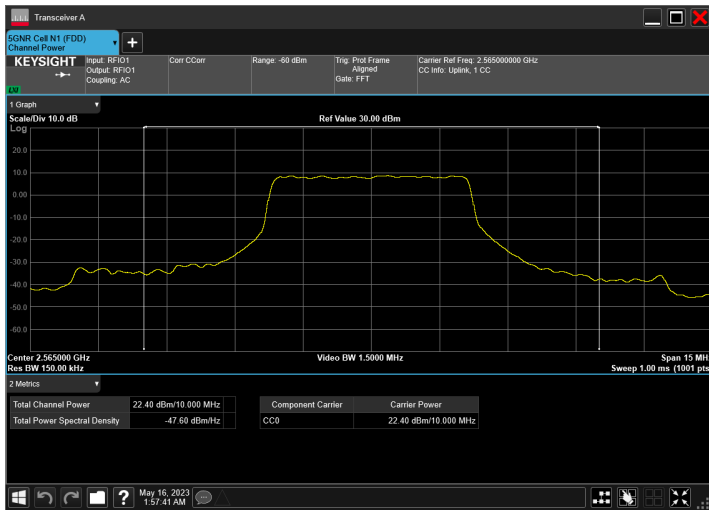 Transceiver A
5GNR Cell N1 (FDD)
Channel Power
KEYSIGHT
LXI
Input: RFIO1
Output: RFIO1
Coupling: AC
Corr CCorr
Range: -60 dBm
Trig: Prot Frame
Aligned
Gate: FFT
Carrier Ref Freq: 2.565000000 GHz
CC Info: Uplink, 1 CC
1 Graph
Scale/Div 10.0 dB
Ref Value 30.00 dBm
Log
20.0
10.0
0.00
-10.0
-20.0
-30.0
-40.0
-50.0
-60.0
Center 2.565000 GHz
Video BW 1.5000 MHz
Span 15 MH
Res BW 150.00 kHz
Sweep 1.00 ms (1001 pts
2 Metrics
Total Channel Power 22.40 dBm/10.000 MHz
Total Power Spectral Density -47.60 dBm/Hz
Component Carrier Carrier Power
CC0 22.40 dBm/10.000 MHz
May 16, 2023
1:57:41 AM